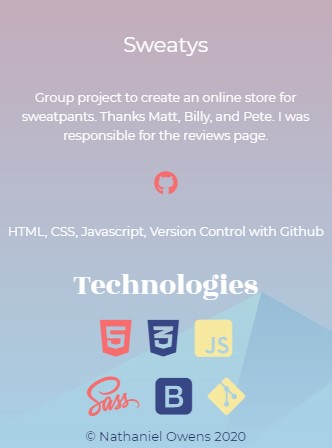 Sweatys
Group project to create an online store for
sweatpants. Thanks Matt, Billy, and Pete. I was
responsible for the reviews page.
HTML, CSS, Javascript, Version Control with Github
Technologies
5 3 JS
Sass B
© Nathaniel Owens 2020